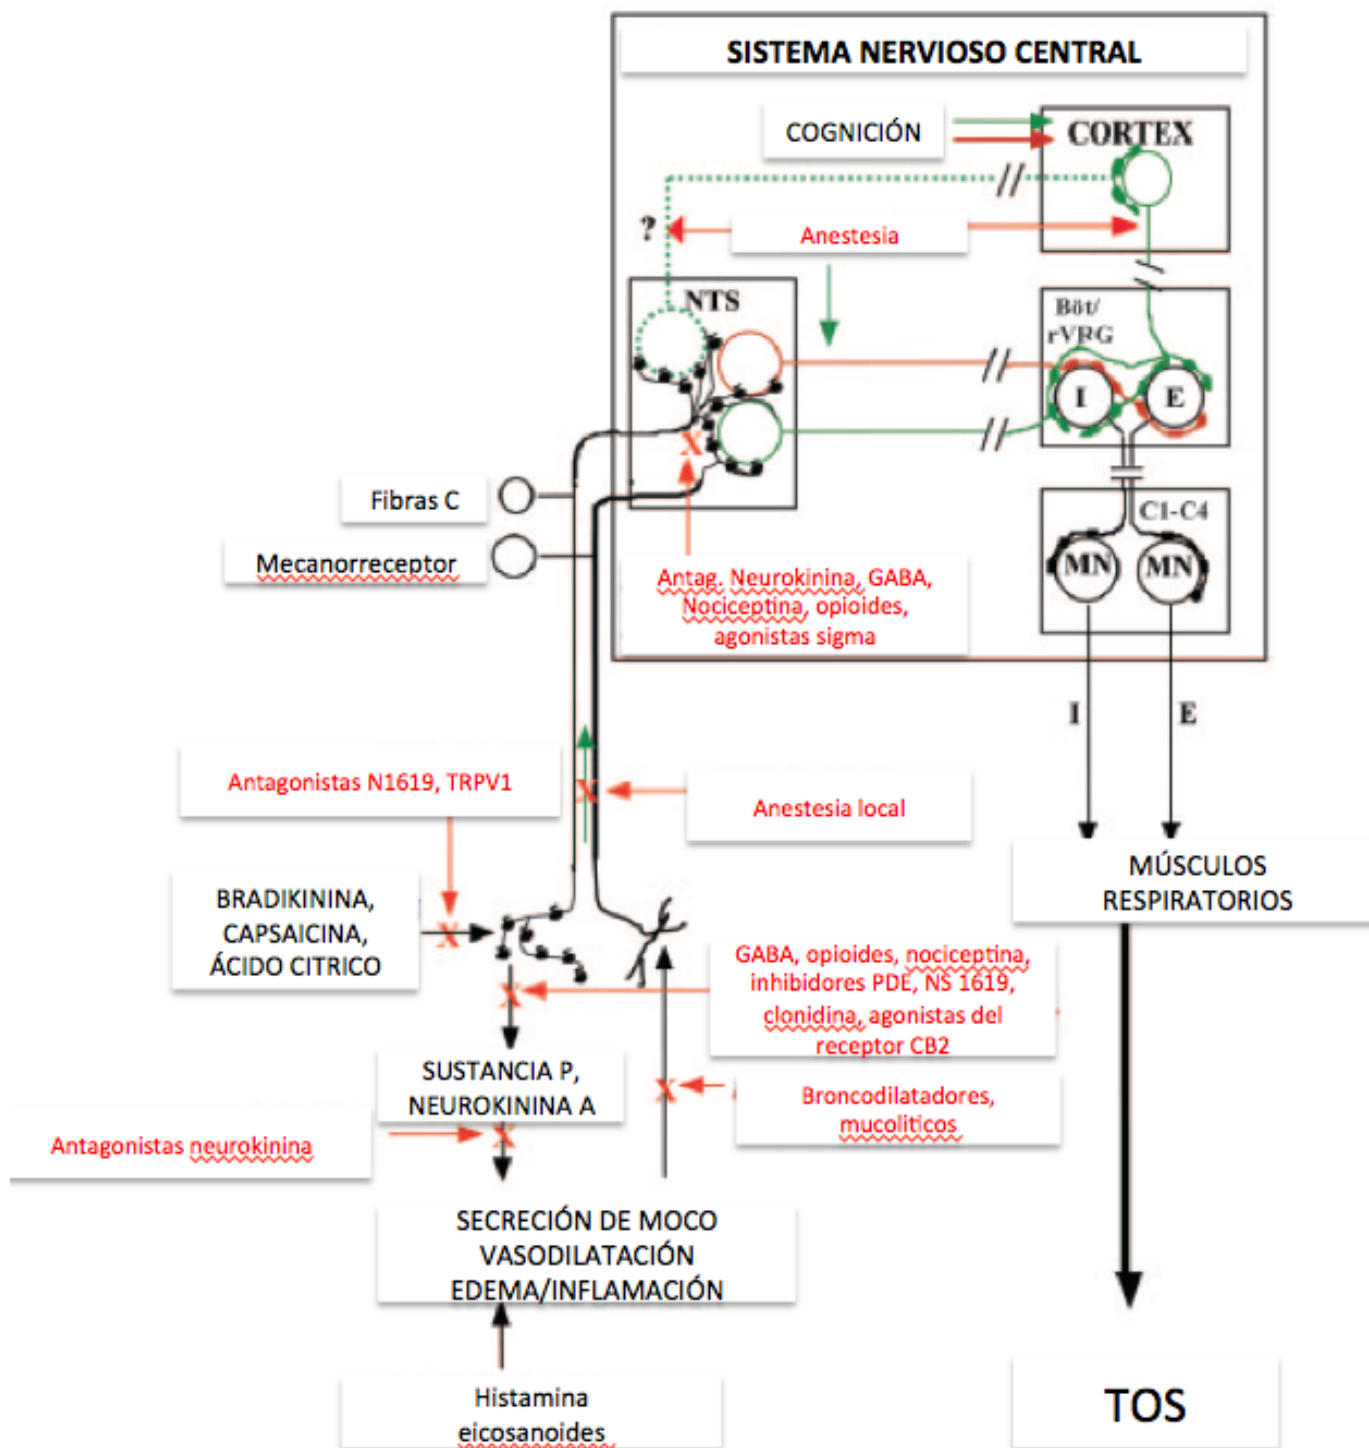 SISTEMA NERVIOSO CENTRAL
COGNICIÓN
CORTEX
?
Anestesia
NTS
Böt/
rVRG
I
E
X
Fibras C
Mecanorreceptor
C1-C4
MN
MN
Antag. Neurokinina, GABA,
Nociceptina, opioides,
agonistas sigma
I
E
Antagonistas N1619, TRPV1
X
Anestesia local
MÚSCULOS
RESPIRATORIOS
BRADIKININA,
CAPSAICINA,
ÁCIDO CITRICO
X
GABA, opioides, nociceptina,
inhibidores PDE, NS 1619,
clonidina, agonistas del
receptor CB2
X
SUSTANCIA P,
NEUROKININA A
X
Broncodilatadores,
mucoliticos
Antagonistas neurokinina
X
SECRECIÓN DE MOCO
VASODILATACIÓN
EDEMA/INFLAMACIÓN
Histamina
eicosanoides
TOS